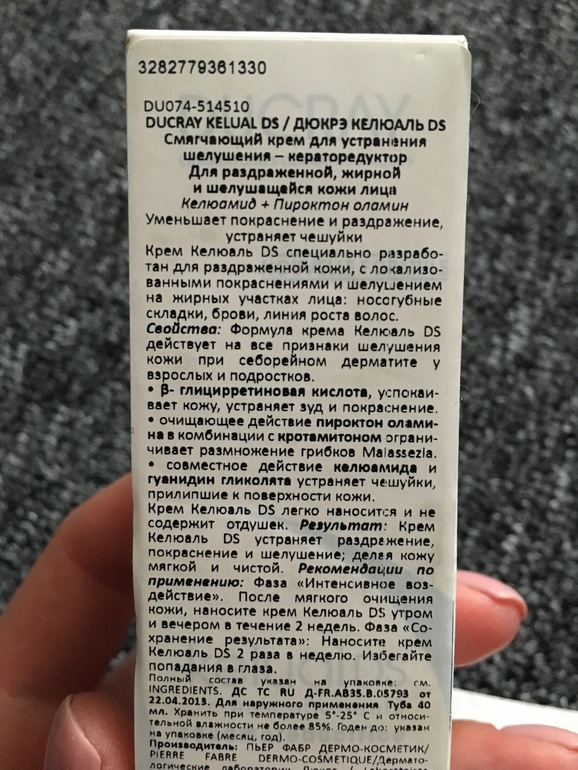 3282779361330
DU074-514510
DUCRAY KELUAL DS / ДЮКРЭ КЕЛЮАЛЬ DS
Смягчающий крем для устранения
шелушения – кераторедуктор
Для раздраженной, жирной
и шелушащейся кожи лица
Келюамид + Пироктон оламин
Уменьшает покраснение и раздражение,
устраняет чешуйки
Крем Келюаль DS специально разрабо-
тан для раздраженной кожи, с локализо-
ванными покраснениями и шелушением
на жирных участках лица: носогубные
складки, брови, линия роста волос.
Свойства: Формула крема Келюаль DS
действует на все признаки шелушения
кожи при себорейном дерматите у
взрослых и подростков.
• β- глицирретиновая кислота, успокаи-
вает кожу, устраняет зуд и покраснение.
• очищающее действие пироктон олами-
на в комбинации с кротамитоном ограни-
чивает размножение грибков Malassezia.
• совместное действие келюамида и
гуанидин гликолята устраняет чешуйки,
прилипшие к поверхности кожи.
Крем Келюаль DS легко наносится и не
содержит отдушек. Результат: Крем
Келюаль DS устраняет раздражение,
покраснение и шелушение; делая кожу
мягкой и чистой. Рекомендации по
применению: Фаза «Интенсивное воз-
действие». После мягкого очищения
кожи, наносите крем Келюаль DS утром
и вечером в течение 2 недель. Фаза «Со-
хранение результата»: Наносите крем
Келюаль DS 2 раза в неделю. Избегайте
попадания в глаза.
Полный состав указан на упаковке: см.
INGREDIENTS. ДС ТС RU Д-FR.АВ35.В.05793 от
22.04.2013. Для наружного применения. Туба 40
мл. Хранить при температуре 5°-25° С и относи-
тельной влажности не более 85%. Годен до: указан
на упаковке (месяц, год).
Производитель: ПЬЕР ФАБР ДЕРМО-КОСМЕТИК/
PIERRE FABRE DERMO-COSMETIQUE/Дермато-
логические лаборатории Дюкрэ / Laboratoires